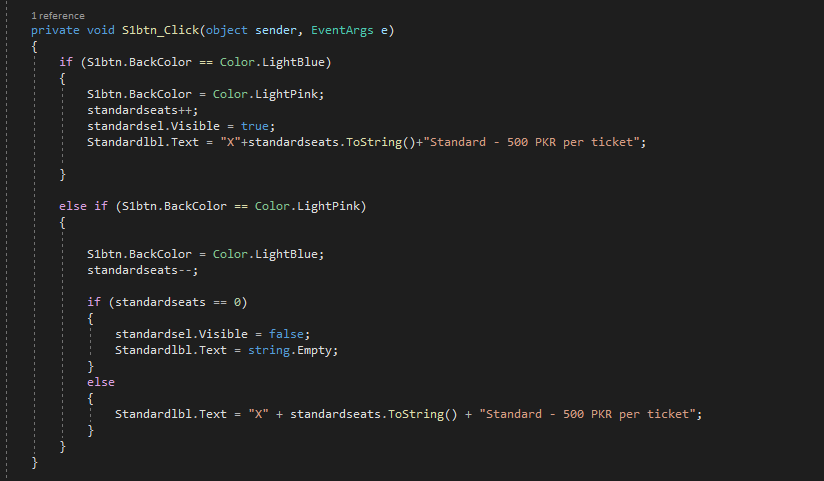 1 reference
private void S1btn_Click(object sender, EventArgs e)
{
if (S1btn.BackColor == Color.LightBlue)
{
S1btn.BackColor = Color.LightPink;
standardseats++;
standardsel.Visible = true;
Standardlbl.Text = "X"+standardseats.ToString()+"Standard - 500 PKR per ticket";
}
else if (S1btn.BackColor == Color.LightPink)
{
S1btn.BackColor = Color.LightBlue;
standardseats--;
if (standardseats == 0)
{
standardsel.Visible = false;
Standardlbl.Text = string.Empty;
}
else
{
Standardlbl.Text = "X" + standardseats.ToString() + "Standard - 500 PKR per ticket";
}
}
}